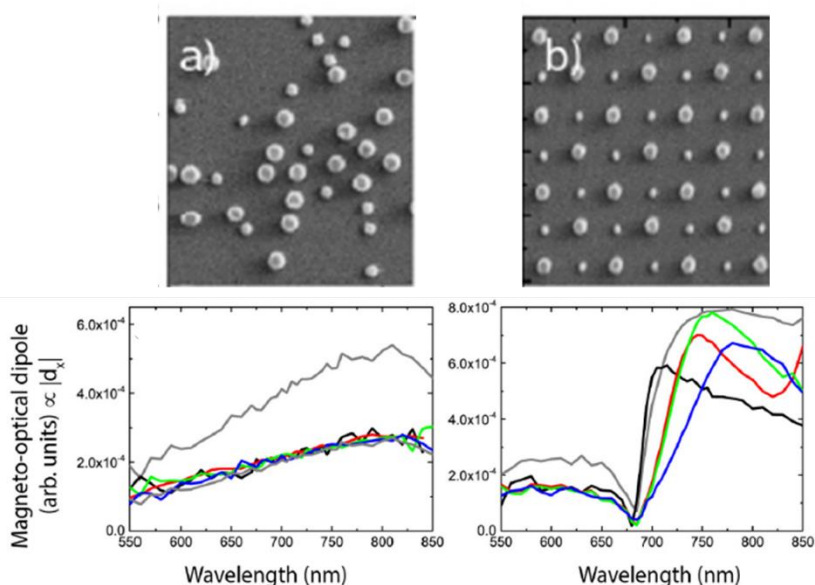 a)
b)
Magneto-optical dipole
(arb. units) ∝ |dₓ|
6.0x10⁻⁴
4.0x10⁻⁴
2.0x10⁻⁴
0.0
550 600 650 700 750 800 850
Wavelength (nm)
8.0x10⁻⁴
6.0x10⁻⁴
4.0x10⁻⁴
2.0x10⁻⁴
0.0
550 600 650 700 750 800 850
Wavelength (nm)